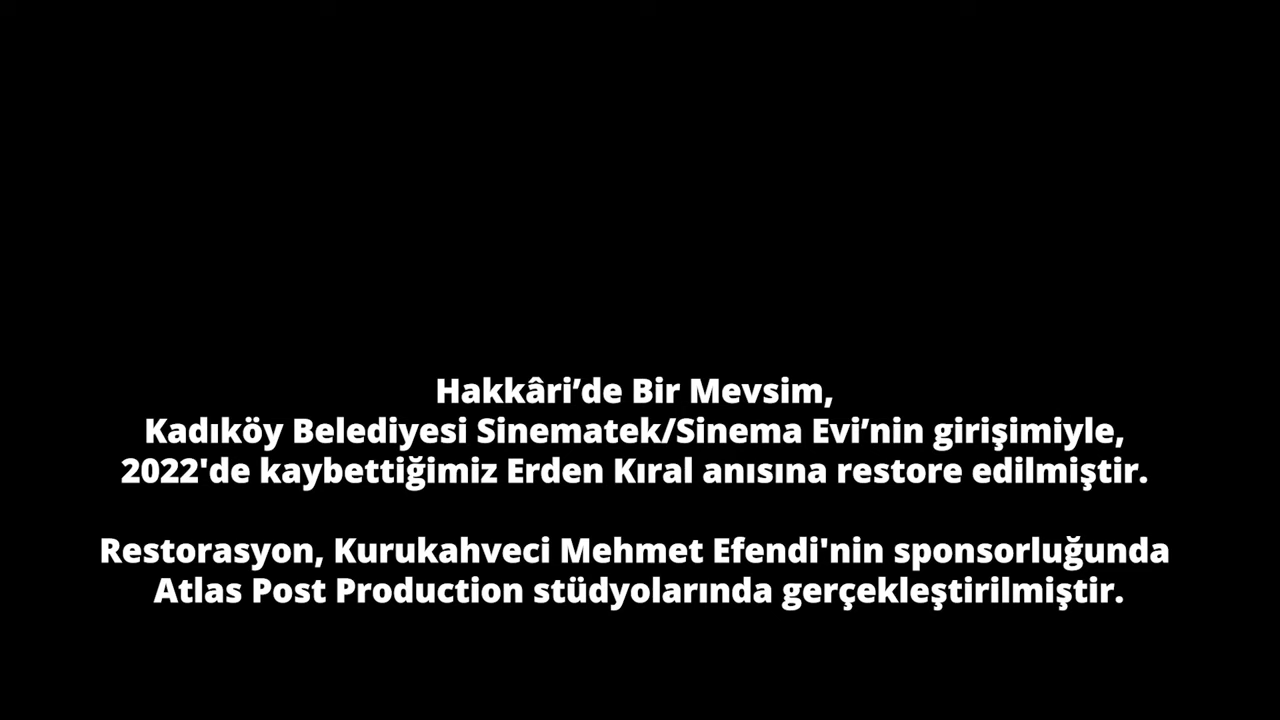 Hakkâri’de Bir Mevsim,
Kadıköy Belediyesi Sinematek/Sinema Evi’nin girişimiyle,
2022'de kaybettiğimiz Erden Kıral anısına restore edilmiştir.
Restorasyon, Kurukahveci Mehmet Efendi'nin sponsorluğunda
Atlas Post Production stüdyolarında gerçekleştirilmiştir.